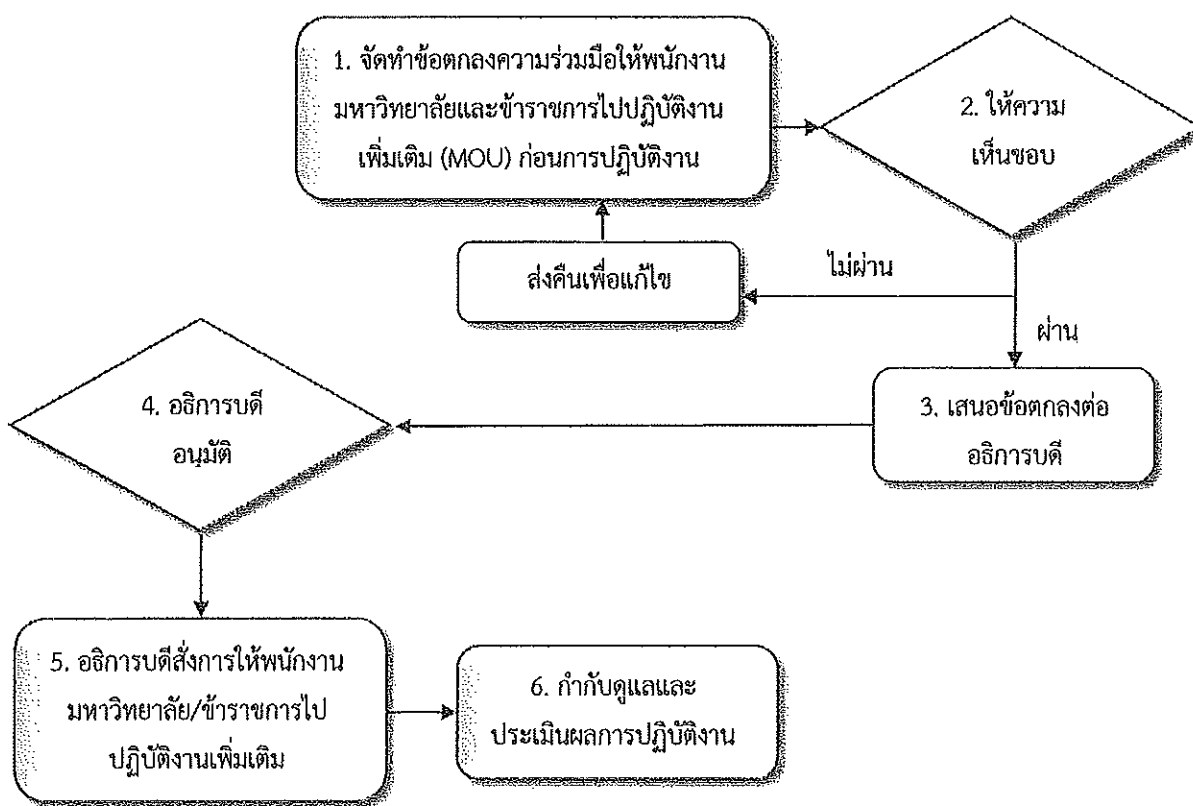 1. จัดทำข้อตกลงความร่วมมือให้พนักงาน
มหาวิทยาลัยและข้าราชการไปปฏิบัติงาน
เพิ่มเติม (MOU) ก่อนการปฏิบัติงาน
2. ให้ความ
เห็นชอบ
ส่งคืนเพื่อแก้ไข
ไม่ผ่าน
ผ่าน
3. เสนอข้อตกลงต่อ
อธิการบดี
4. อธิการบดี
อนุมัติ
5. อธิการบดีสั่งการให้พนักงาน
มหาวิทยาลัย/ข้าราชการไป
ปฏิบัติงานเพิ่มเติม
6. กำกับดูแลและ
ประเมินผลการปฏิบัติงาน